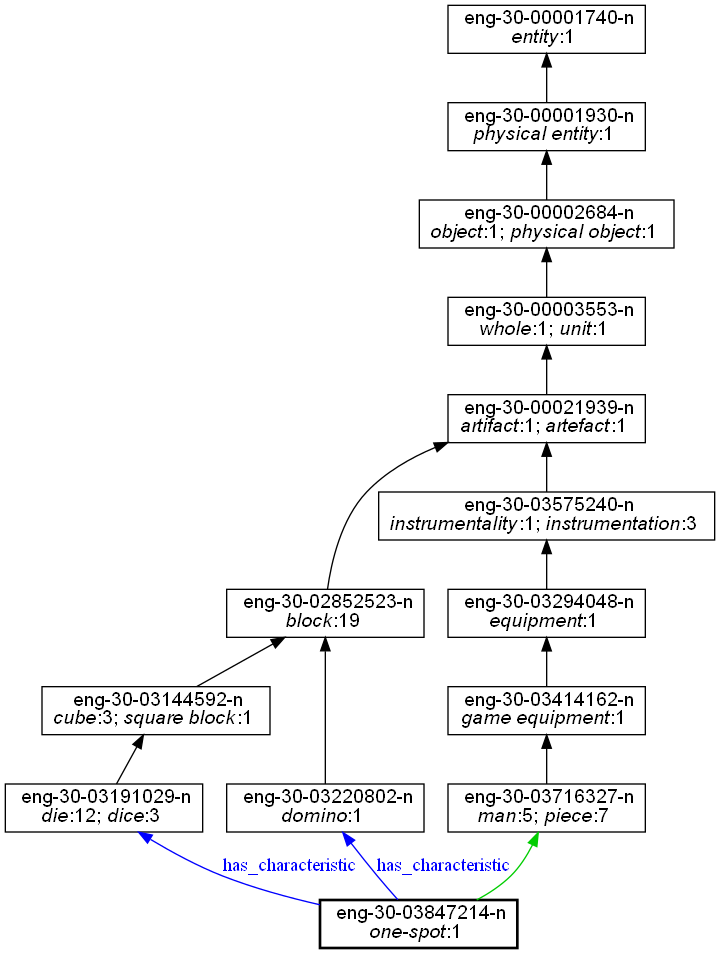 eng-30-00001740-n
entity:1
eng-30-00001930-n
physical entity:1
eng-30-00002684-n
object:1; physical object:1
eng-30-00003553-n
whole:1; unit:1
eng-30-00021939-n
artifact:1; artefact:1
eng-30-03575240-n
instrumentality:1; instrumentation:3
eng-30-02852523-n
block:19
eng-30-03294048-n
equipment:1
eng-30-03144592-n
cube:3; square block:1
eng-30-03414162-n
game equipment:1
eng-30-03191029-n
die:12; dice:3
eng-30-03220802-n
domino:1
eng-30-03716327-n
man:5; piece:7
has_characteristic
has_characteristic
eng-30-03847214-n
one-spot:1